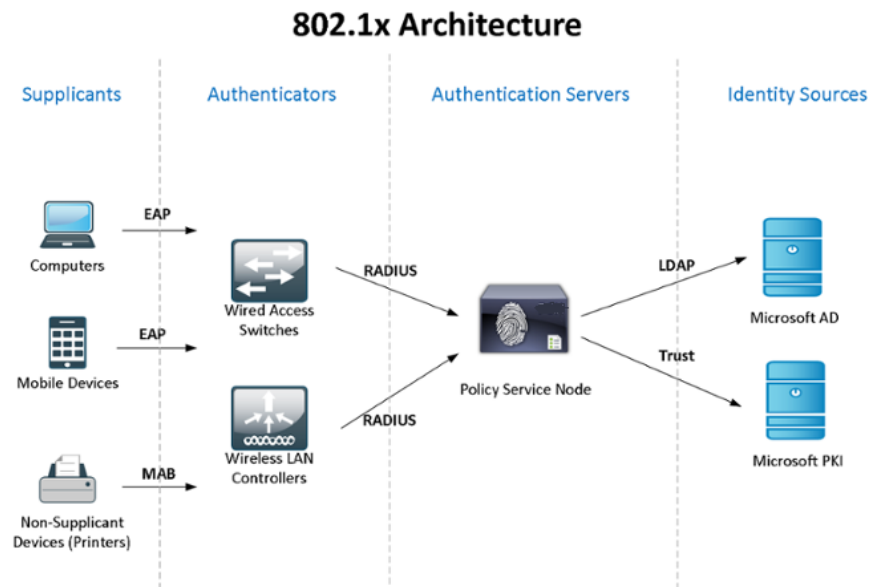 802.1x Architecture
Supplicants
Authenticators
Authentication Servers
Identity Sources
EAP
Computers
RADIUS
LDAP
Wired Access
Switches
Microsoft AD
EAP
Mobile Devices
Policy Service Node
Trust
RADIUS
MAB
Wireless LAN
Controllers
Microsoft PKI
Non-Supplicant
Devices (Printers)